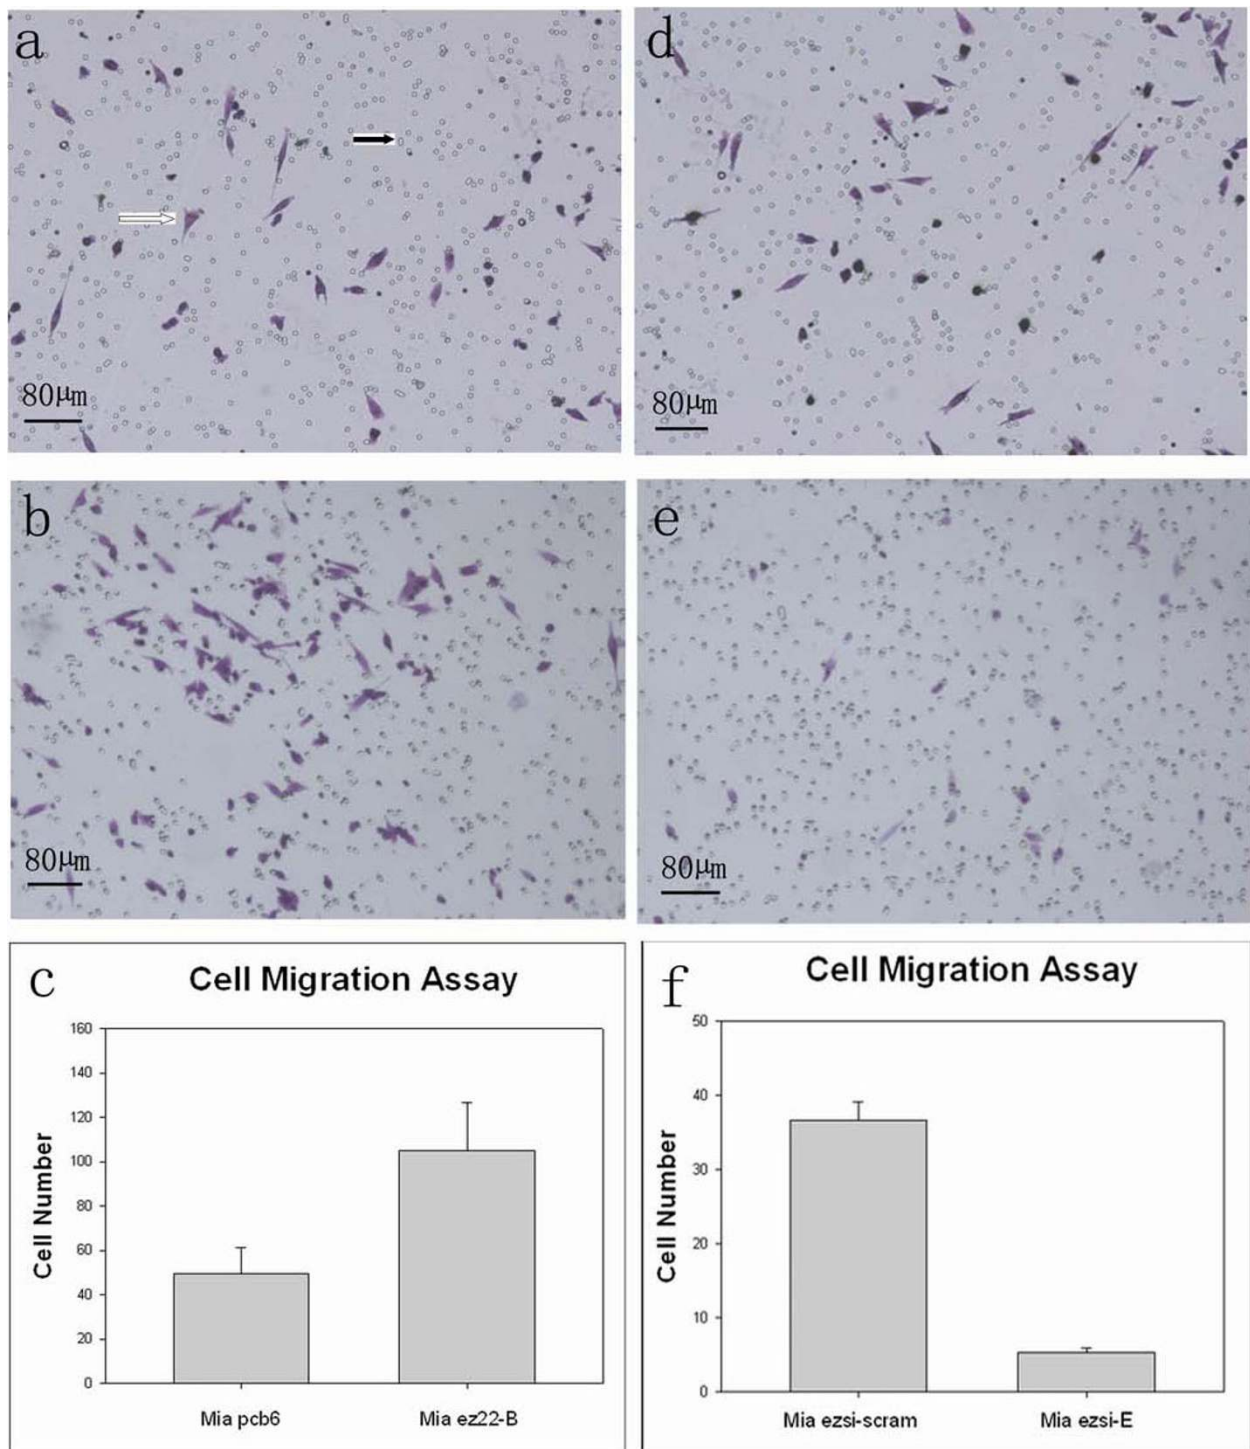 a
80μm
d
80μm
b
80μm
e
80μm
c
Cell Migration Assay
160
140
120
100
80
60
40
20
0
Cell Number
Mia pcb6
Mia ez22-B
f
Cell Migration Assay
50
40
30
20
10
0
Cell Number
Mia ezsi-scram
Mia ezsi-E